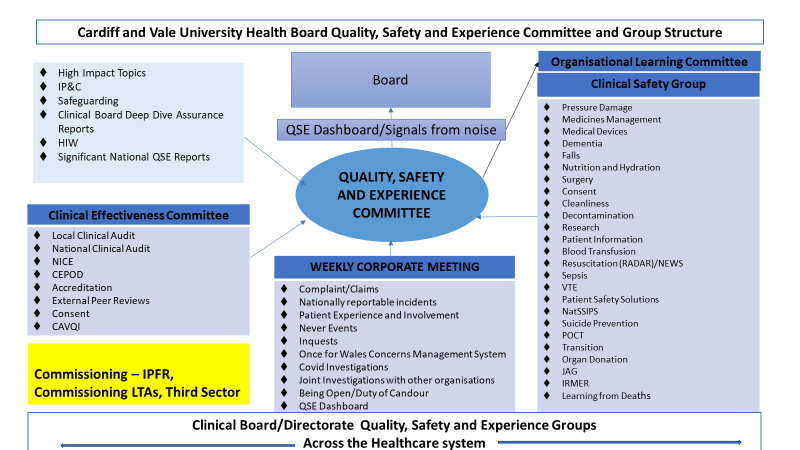 Cardiff and Vale University Health Board Quality, Safety and Experience Committee and Group Structure
High Impact Topics
IP&C
Safeguarding
Clinical Board Deep Dive Assurance
Reports
HIW
Significant National QSE Reports
Board
QSE Dashboard/Signals from noise
QUALITY, SAFETY
AND EXPERIENCE
COMMITTEE
Organisational Learning Committee
Clinical Safety Group
Pressure Damage
Medicines Management
Medical Devices
Dementia
Falls
Nutrition and Hydration
Surgery
Consent
Cleanliness
Decontamination
Research
Patient Information
Blood Transfusion
Resuscitation (RADAR)/NEWS
Sepsis
VTE
Patient Safety Solutions
NatSSIPS
Suicide Prevention
POCT
Transition
Organ Donation
JAG
IRMER
Learning from Deaths
Clinical Effectiveness Committee
Local Clinical Audit
National Clinical Audit
NICE
CEPOD
Accreditation
External Peer Reviews
Consent
CAVQI
WEEKLY CORPORATE MEETING
Complaint/Claims
Nationally reportable incidents
Patient Experience and Involvement
Never Events
Inquests
Once for Wales Concerns Management System
Covid Investigations
Joint Investigations with other organisations
Being Open/Duty of Candour
QSE Dashboard
Commissioning – IPFR,
Commissioning LTAs, Third Sector
Clinical Board/Directorate Quality, Safety and Experience Groups
Across the Healthcare system